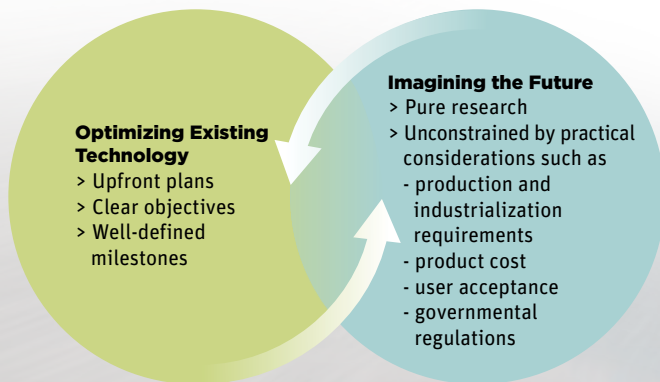 Optimizing Existing
Technology
> Upfront plans
> Clear objectives
> Well-defined
milestones
Imagining the Future
> Pure research
> Unconstrained by practical
considerations such as
- production and
industrialization
requirements
- product cost
- user acceptance
- governmental
regulations